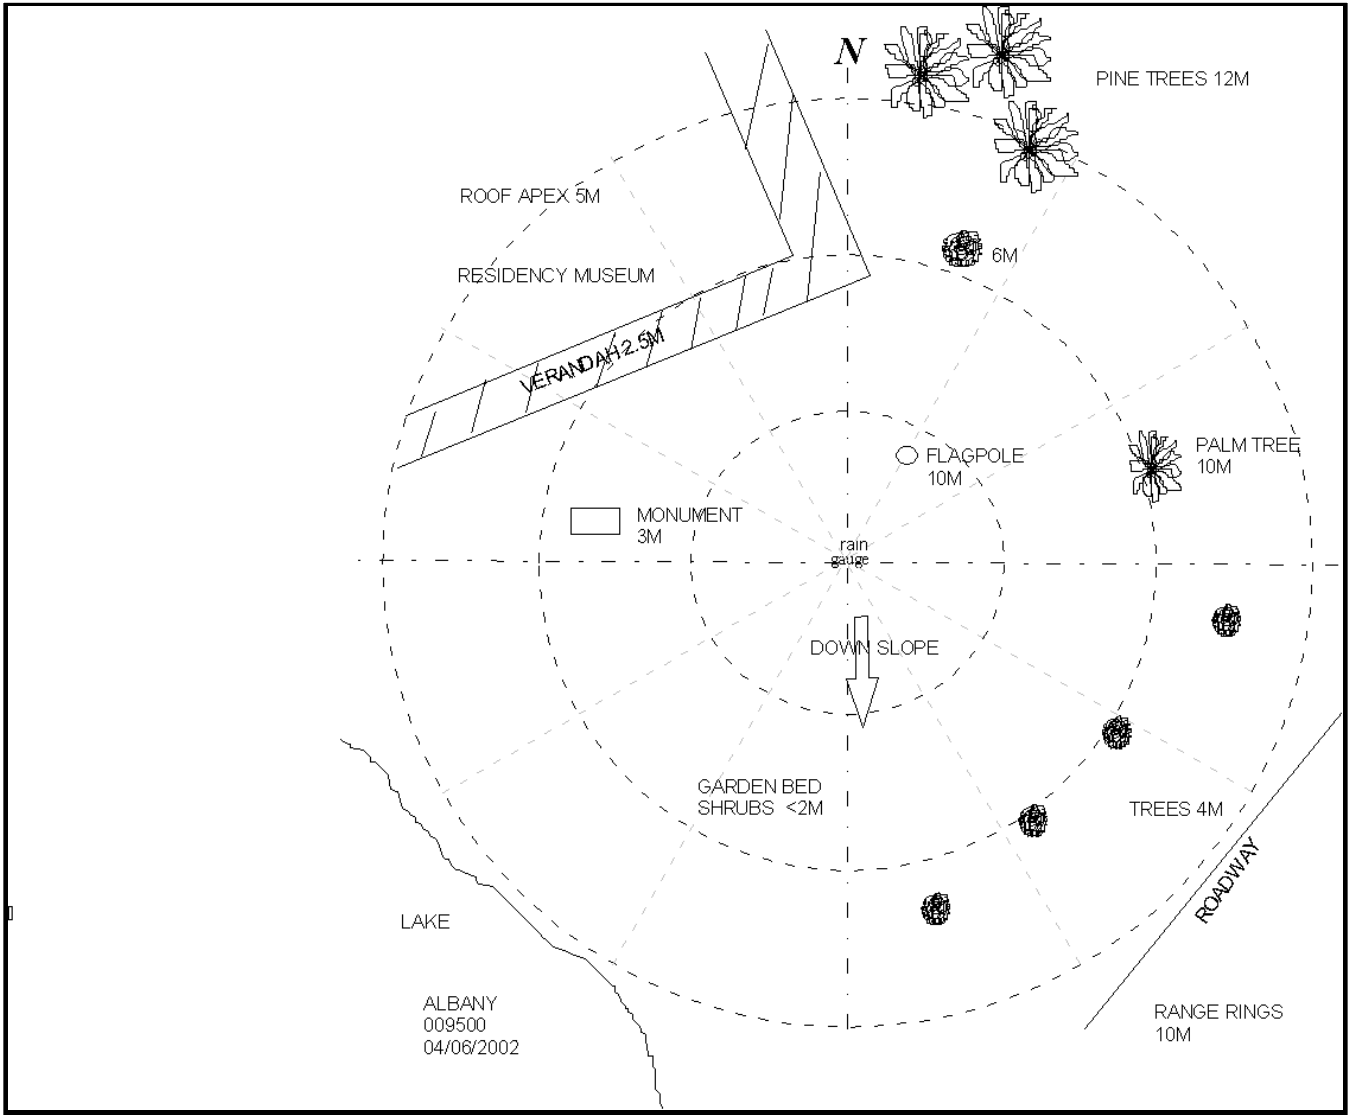 N
PINE TREES 12M
ROOF APEX 5M
6M
RESIDENCY MUSEUM
VERANDAH 2.5M
FLAGPOLE
10M
PALM TREE
10M
MONUMENT
3M
rain
gauge
DOWN SLOPE
GARDEN BED
SHRUBS <2M
TREES 4M
ROADWAY
LAKE
ALBANY
009500
04/06/2002
RANGE RINGS
10M